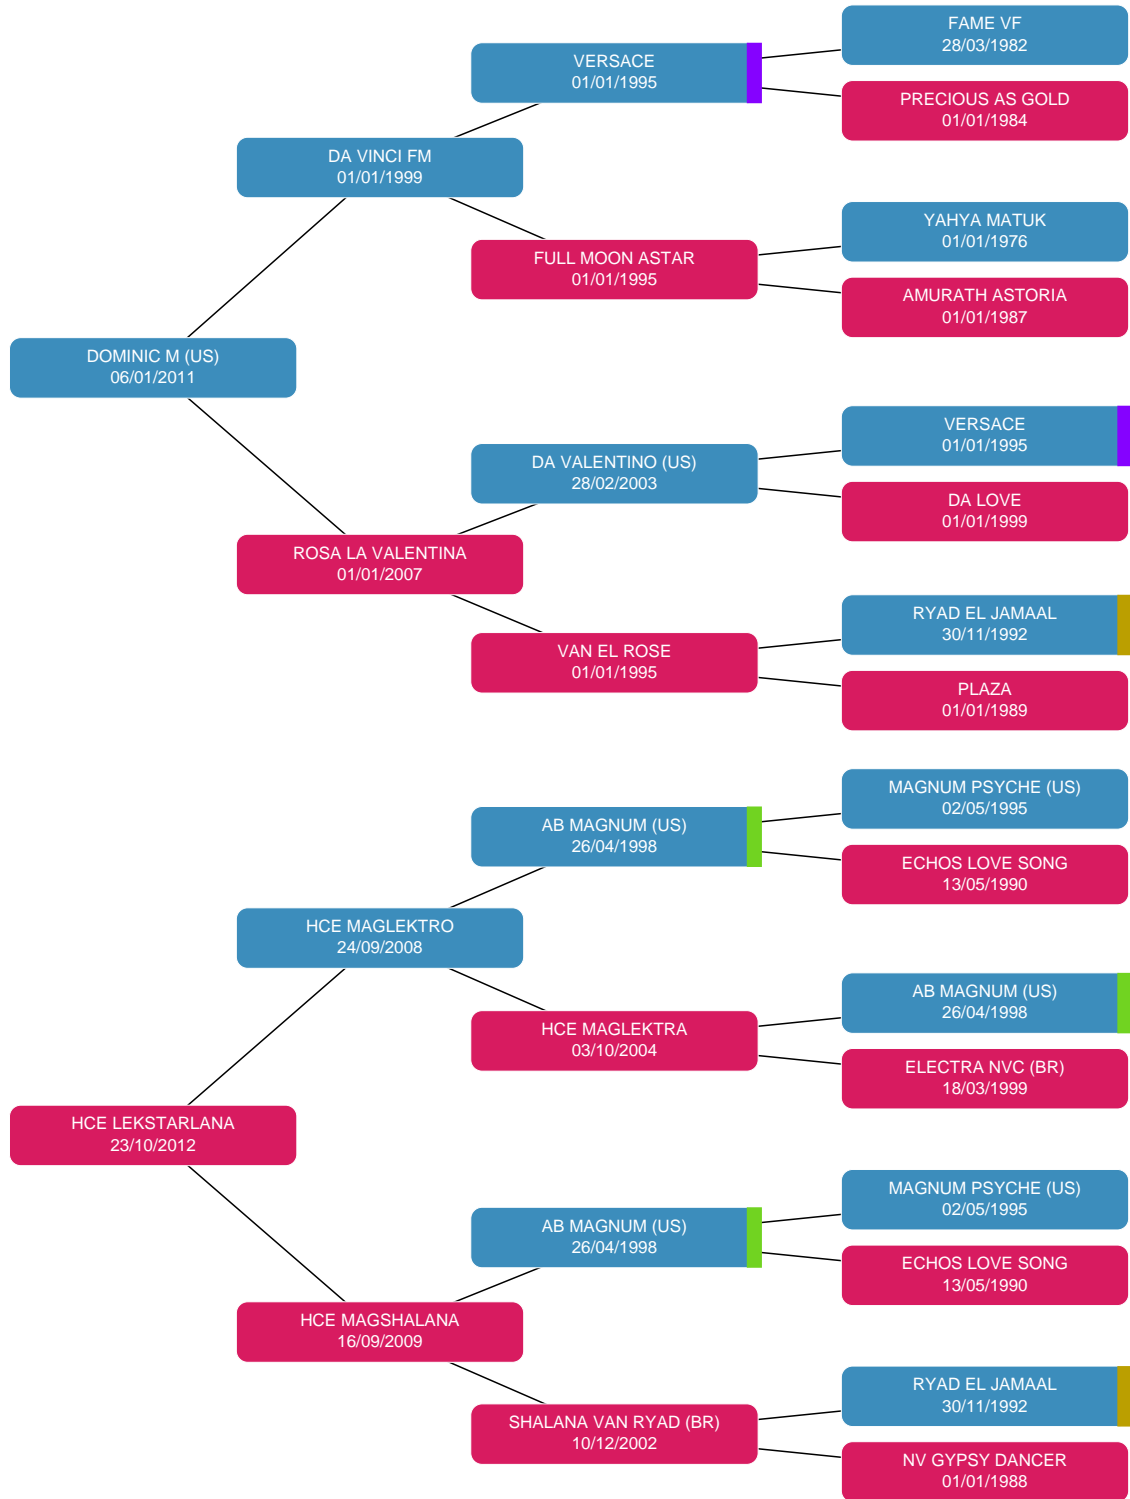 FAME VF
28/03/1982
VERSACE
01/01/1995
PRECIOUS AS GOLD
01/01/1984
DA VINCI FM
01/01/1999
YAHYA MATUK
01/01/1976
FULL MOON ASTAR
01/01/1995
AMURATH ASTORIA
01/01/1987
DOMINIC M (US)
06/01/2011
VERSACE
01/01/1995
DA VALENTINO (US)
28/02/2003
DA LOVE
01/01/1999
ROSA LA VALENTINA
01/01/2007
RYAD EL JAMAAL
30/11/1992
VAN EL ROSE
01/01/1995
PLAZA
01/01/1989
MAGNUM PSYCHE (US)
02/05/1995
AB MAGNUM (US)
26/04/1998
ECHOS LOVE SONG
13/05/1990
HCE MAGLEKTRO
24/09/2008
AB MAGNUM (US)
26/04/1998
HCE MAGLEKTRA
03/10/2004
ELECTRA NVC (BR)
18/03/1999
HCE LEKSTARLANA
23/10/2012
MAGNUM PSYCHE (US)
02/05/1995
AB MAGNUM (US)
26/04/1998
ECHOS LOVE SONG
13/05/1990
HCE MAGSHALANA
16/09/2009
RYAD EL JAMAAL
30/11/1992
SHALANA VAN RYAD (BR)
10/12/2002
NV GYPSY DANCER
01/01/1988